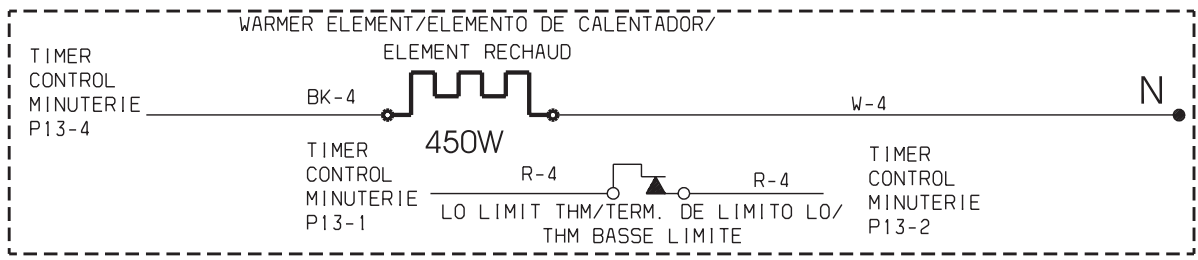 WARMER ELEMENT/ELEMENTO DE CALENTADOR/
ELEMENT RECHAUD
TIMER
CONTROL
MINUTERIE
P13-4
BK-4
450W
W-4
N
TIMER
CONTROL
MINUTERIE
P13-1
R-4
R-4
LO LIMIT THM/TERM. DE LIMITO LO/
THM BASSE LIMITE
TIMER
CONTROL
MINUTERIE
P13-2